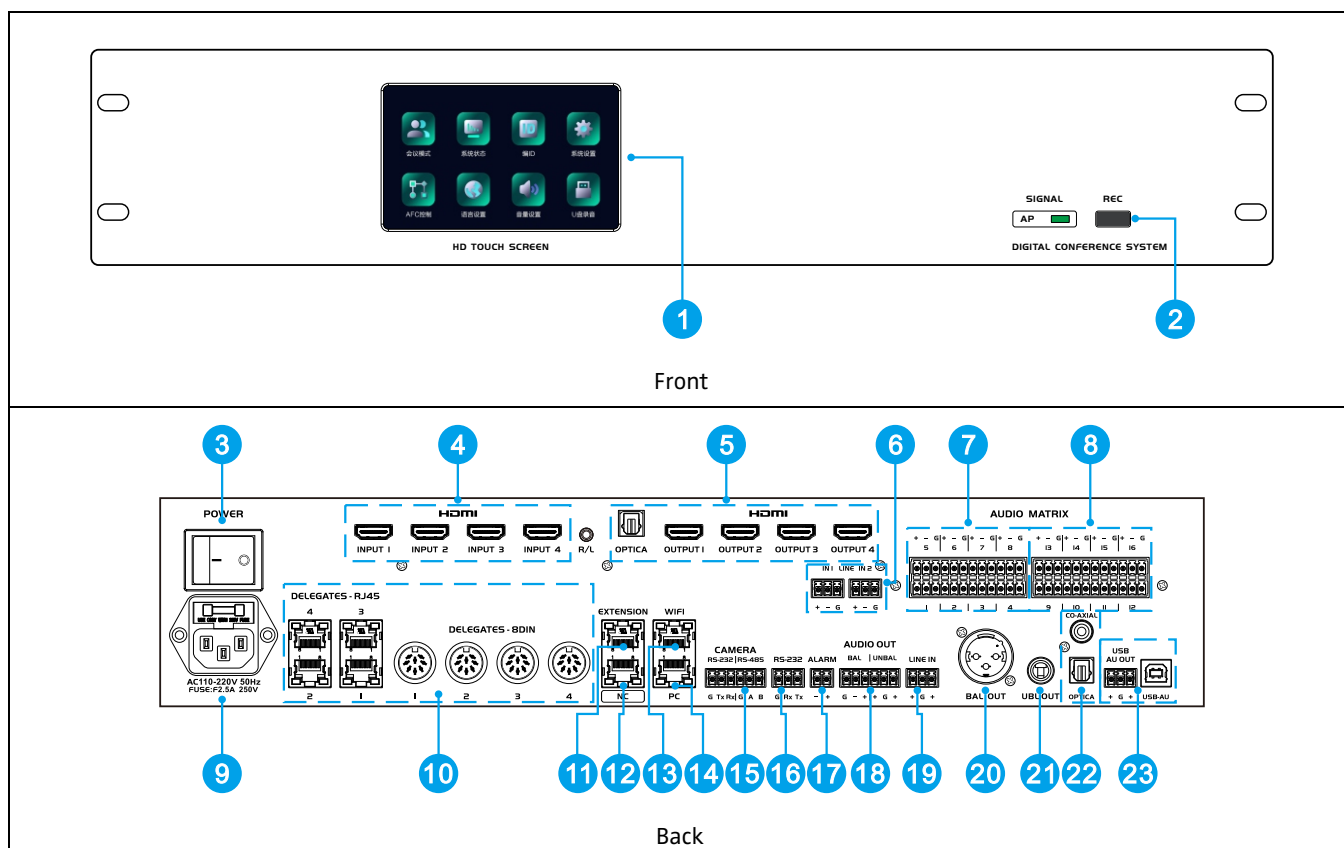 会议模式 系统状态 编ID 系统设置
AFC控制 语言设置 音量设置 U盘录音
HD TOUCH SCREEN
SIGNAL REC
AP
DIGITAL CONFERENCE SYSTEM
1 2
Front
3 4 5 6 7 8
POWER HDMI HDMI AUDIO MATRIX
INPUT 1 INPUT 2 INPUT 3 INPUT 4 R/L OPTICA OUTPUT 1 OUTPUT 2 OUTPUT 3 OUTPUT 4
+ - G + - G + - G + - G + - G + - G + - G + - G
5 6 7 8 13 14 15 16
IN 1 LINE IN 2
+ - G + - G
1 2 3 4 9 10 11 12
DELEGATES - RJ45
4 3
2 1
DELEGATES - 8DIN
1 2 3 4
EXTENSION WIFI
NC PC
CAMERA
RS-232 RS-485 RS-232 ALARM
G Tx Rx G A B G Rx Tx - +
AUDIO OUT
BAL UNBAL LINE IN
G - + + G + + G +
BAL OUT UBL OUT
CO-AXIAL
OPTICA
USB
AU OUT
+ G + USB-AU
AC110-220V 50Hz
FUSE:F2.5A 250V
9 10 11 12 13 14 15 16 17 18 19 20 21 22 23
Back